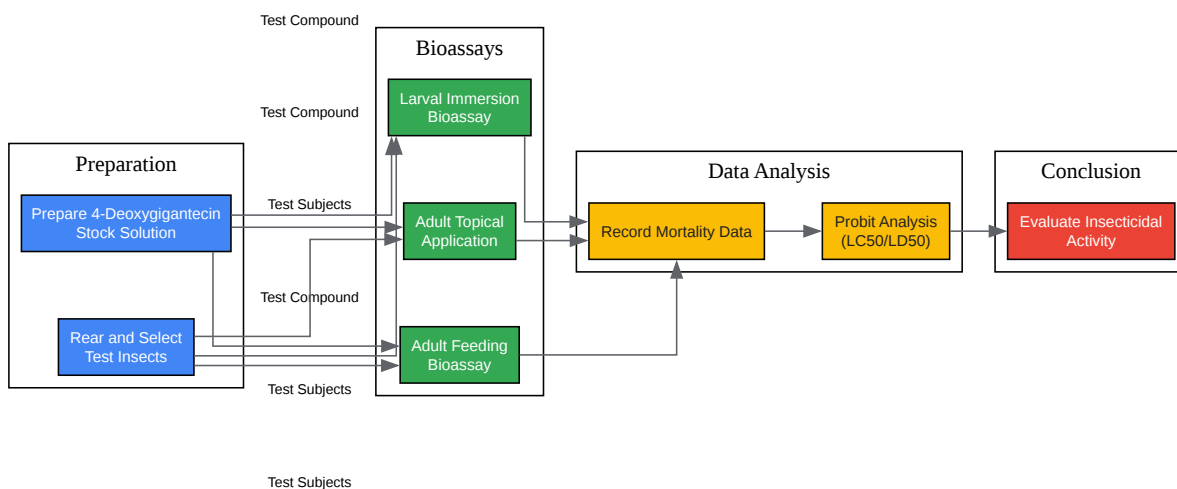 Test Compound
Bioassays
Larval Immersion
Bioassay
Test Compound
Preparation
Prepare 4-Deoxygigantecin
Stock Solution
Test Subjects
Adult Topical
Application
Data Analysis
Record Mortality Data
Probit Analysis
(LC50/LD50)
Conclusion
Evaluate Insecticidal
Activity
Test Compound
Rear and Select
Test Insects
Adult Feeding
Bioassay
Test Subjects
Test Subjects